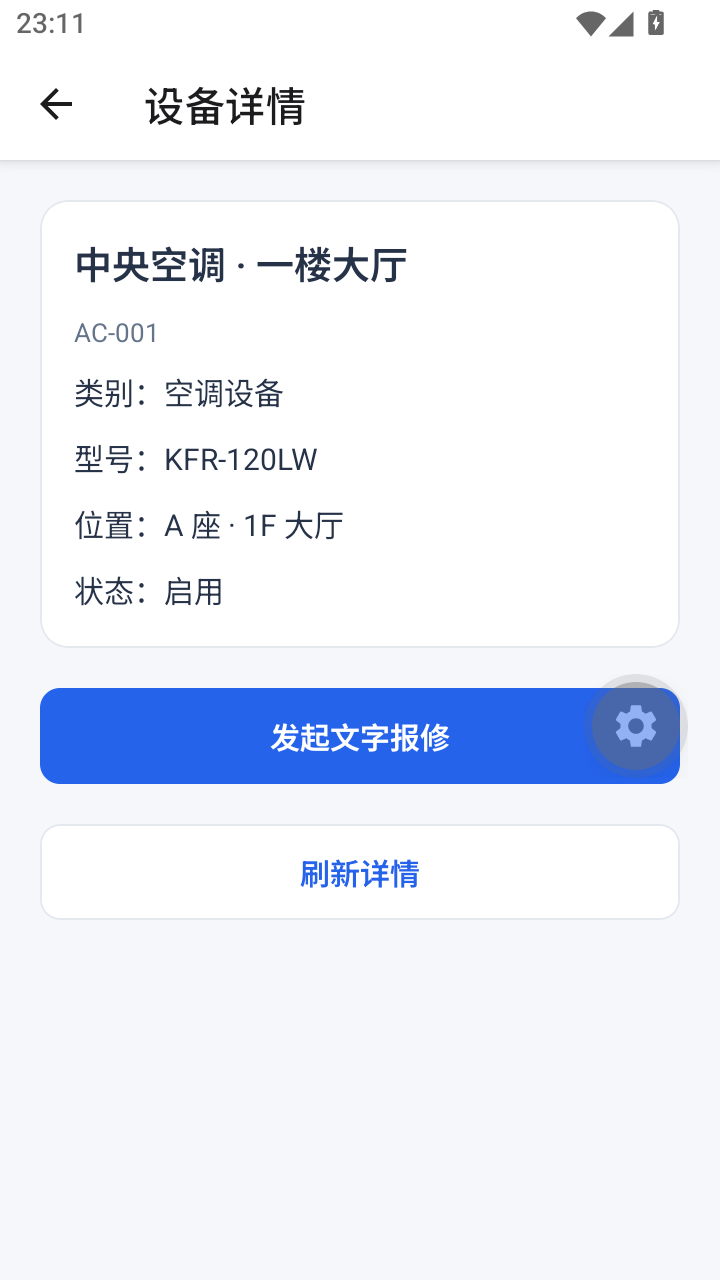 23:11
设备详情
中央空调 · 一楼大厅
AC-001
类别：空调设备
型号：KFR-120LW
位置：A 座 · 1F 大厅
状态：启用
发起文字报修
刷新详情